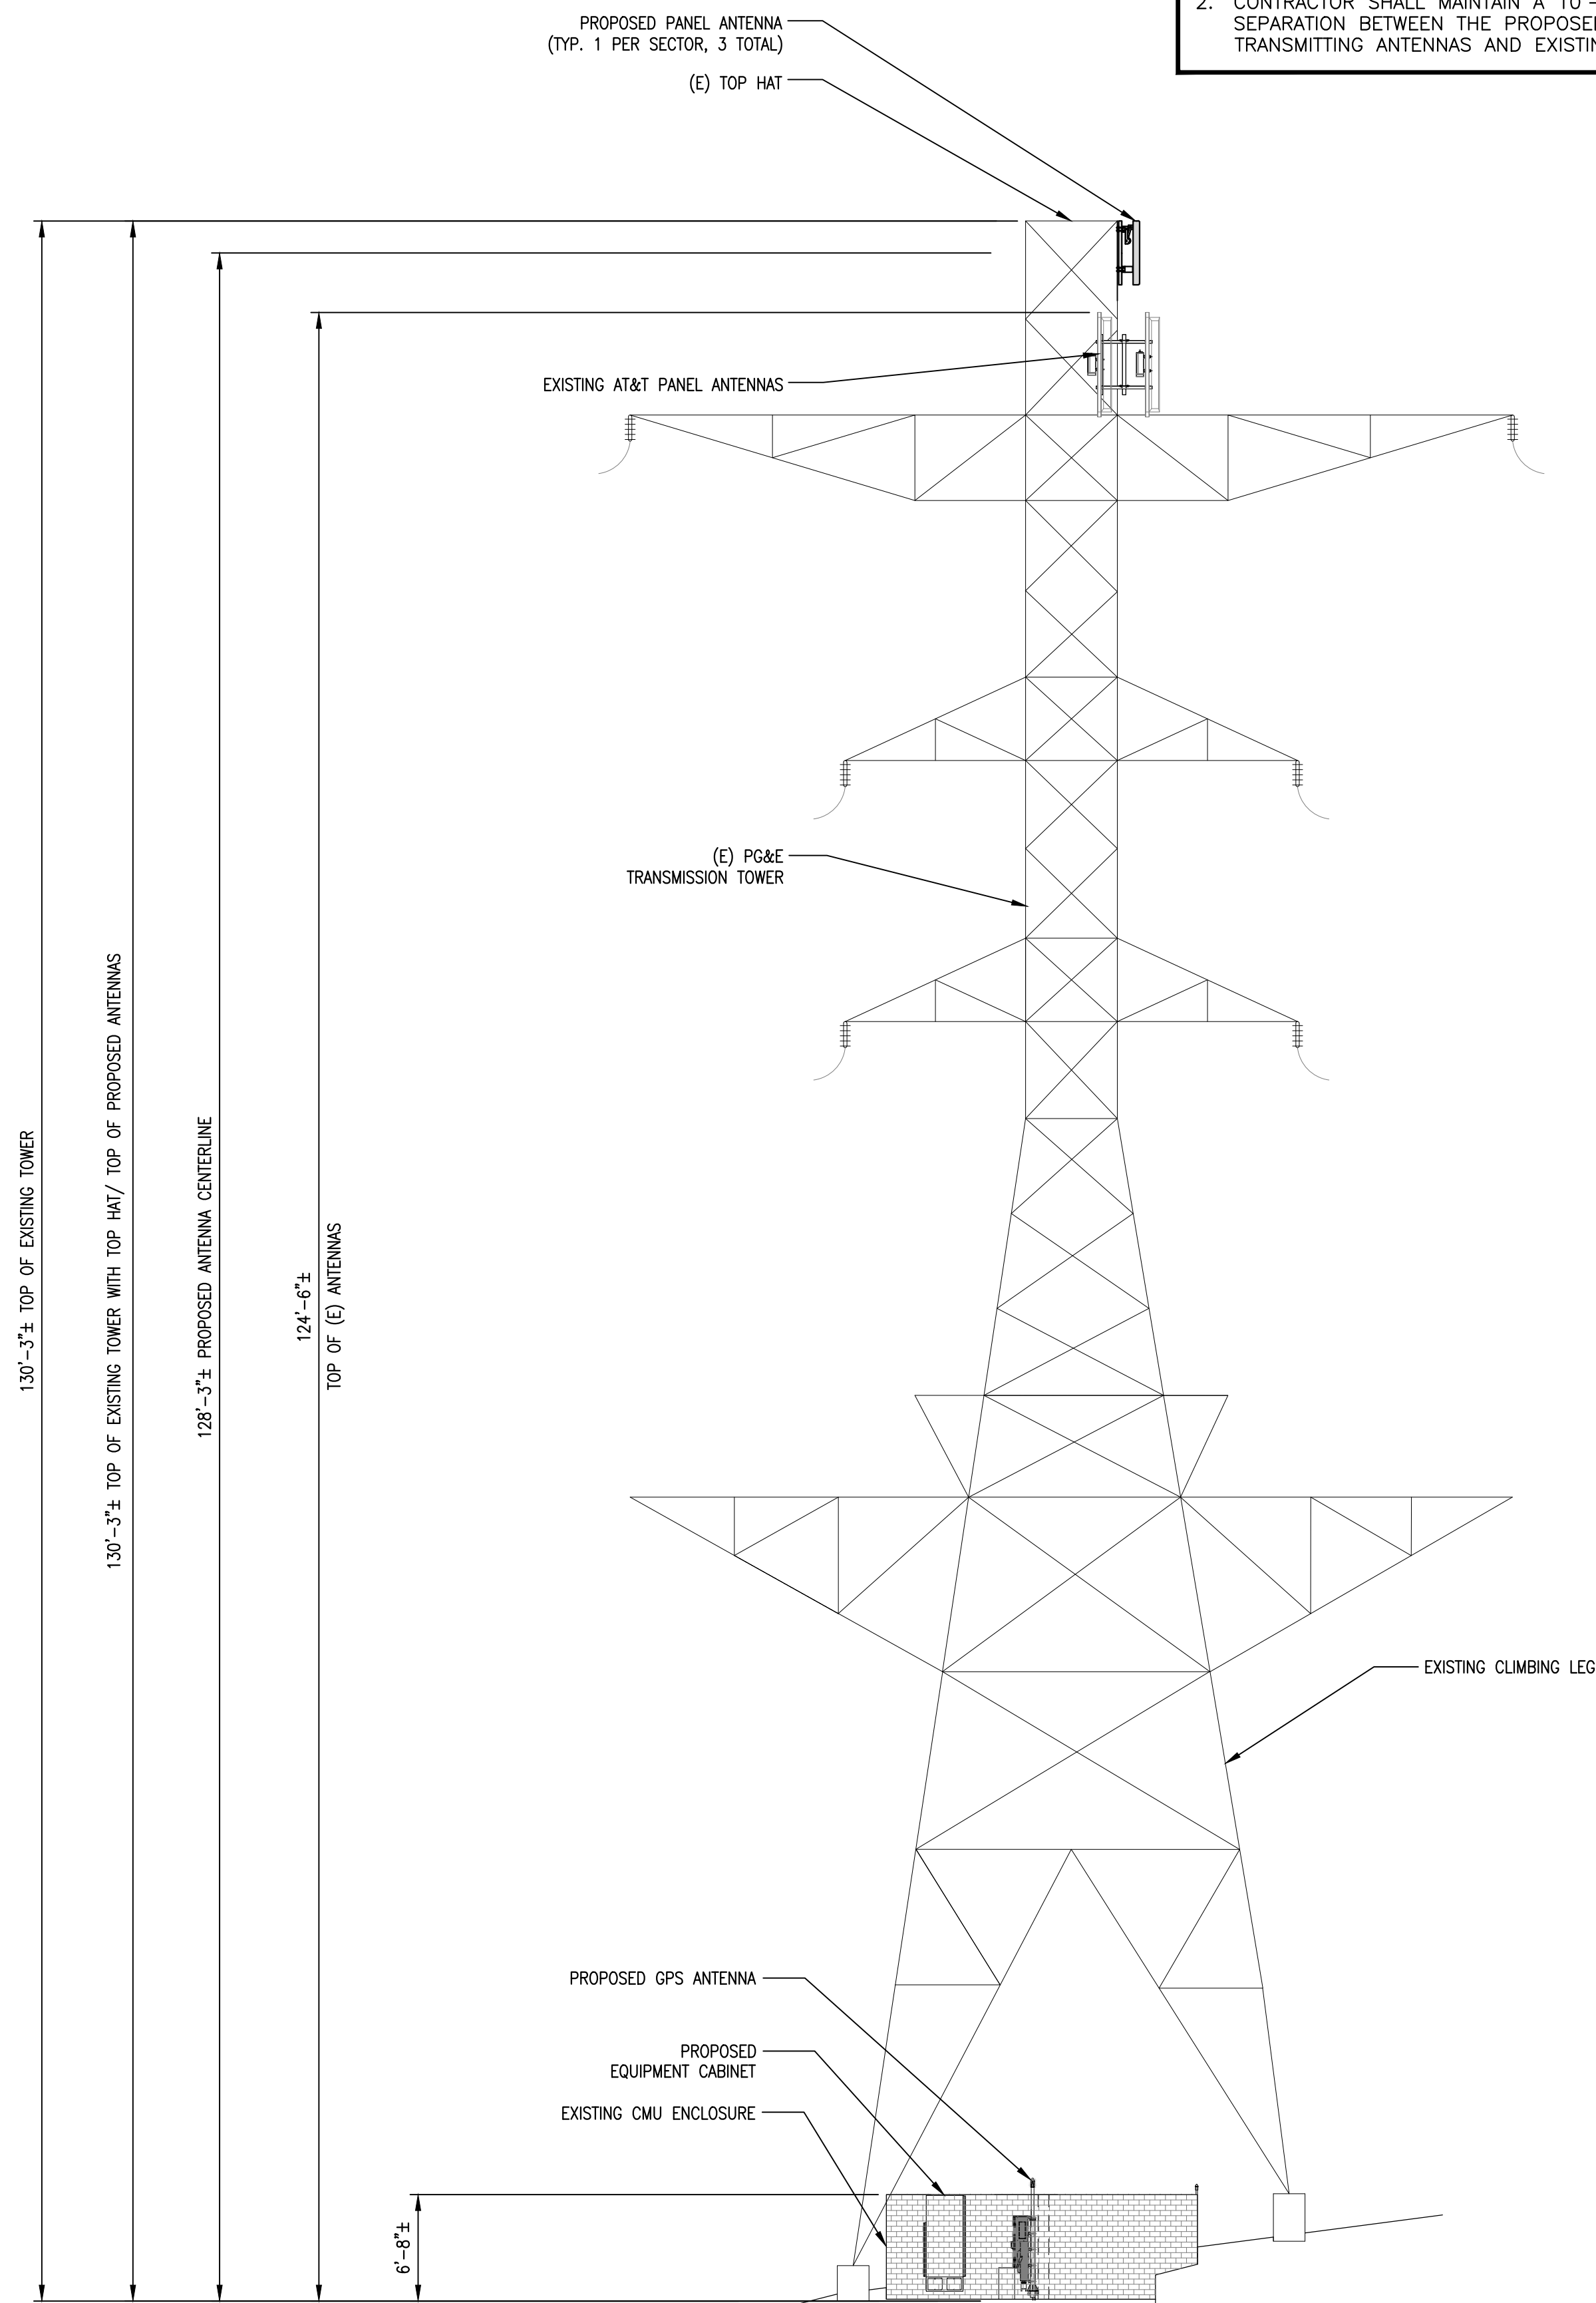 2. CONTRACTOR SHALL MAINTAIN A 10'-
SEPARATION BETWEEN THE PROPOSED
TRANSMITTING ANTENNAS AND EXISTIN
PROPOSED PANEL ANTENNA
(TYP. 1 PER SECTOR, 3 TOTAL)
(E) TOP HAT
EXISTING AT&T PANEL ANTENNAS
(E) PG&E
TRANSMISSION TOWER
130'-3"± TOP OF EXISTING TOWER
130'-3"± TOP OF EXISTING TOWER WITH TOP HAT/ TOP OF PROPOSED ANTENNAS
128'-3"± PROPOSED ANTENNA CENTERLINE
124'-6"±
TOP OF (E) ANTENNAS
EXISTING CLIMBING LEG
PROPOSED GPS ANTENNA
PROPOSED
EQUIPMENT CABINET
EXISTING CMU ENCLOSURE
6'-8"±